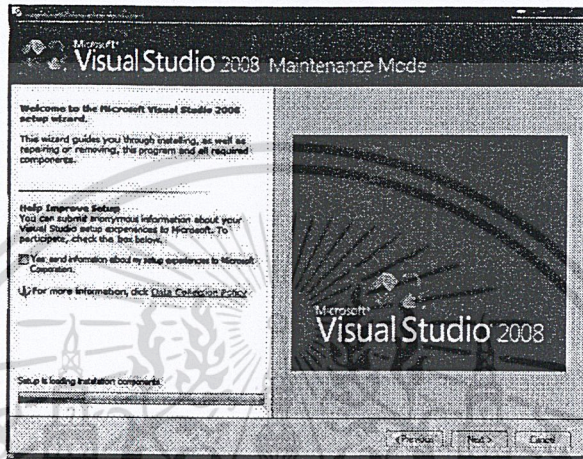 Microsoft®
Visual Studio 2008 Maintenance Mode
Welcome to the Microsoft Visual Studio 2008
setup wizard.
This wizard guides you through installing, as well as
repairing or removing, this program and all required
components.
Help Improve Setup
You can submit anonymous information about your
Visual Studio setup experiences to Microsoft. To
participate, check the box below.
Yes, send information about my setup experiences to Microsoft
Corporation.
For more information, click Data Collection Policy
Microsoft®
Visual Studio 2008
Setup is loading installation components.
< Previous
Next >
Cancel